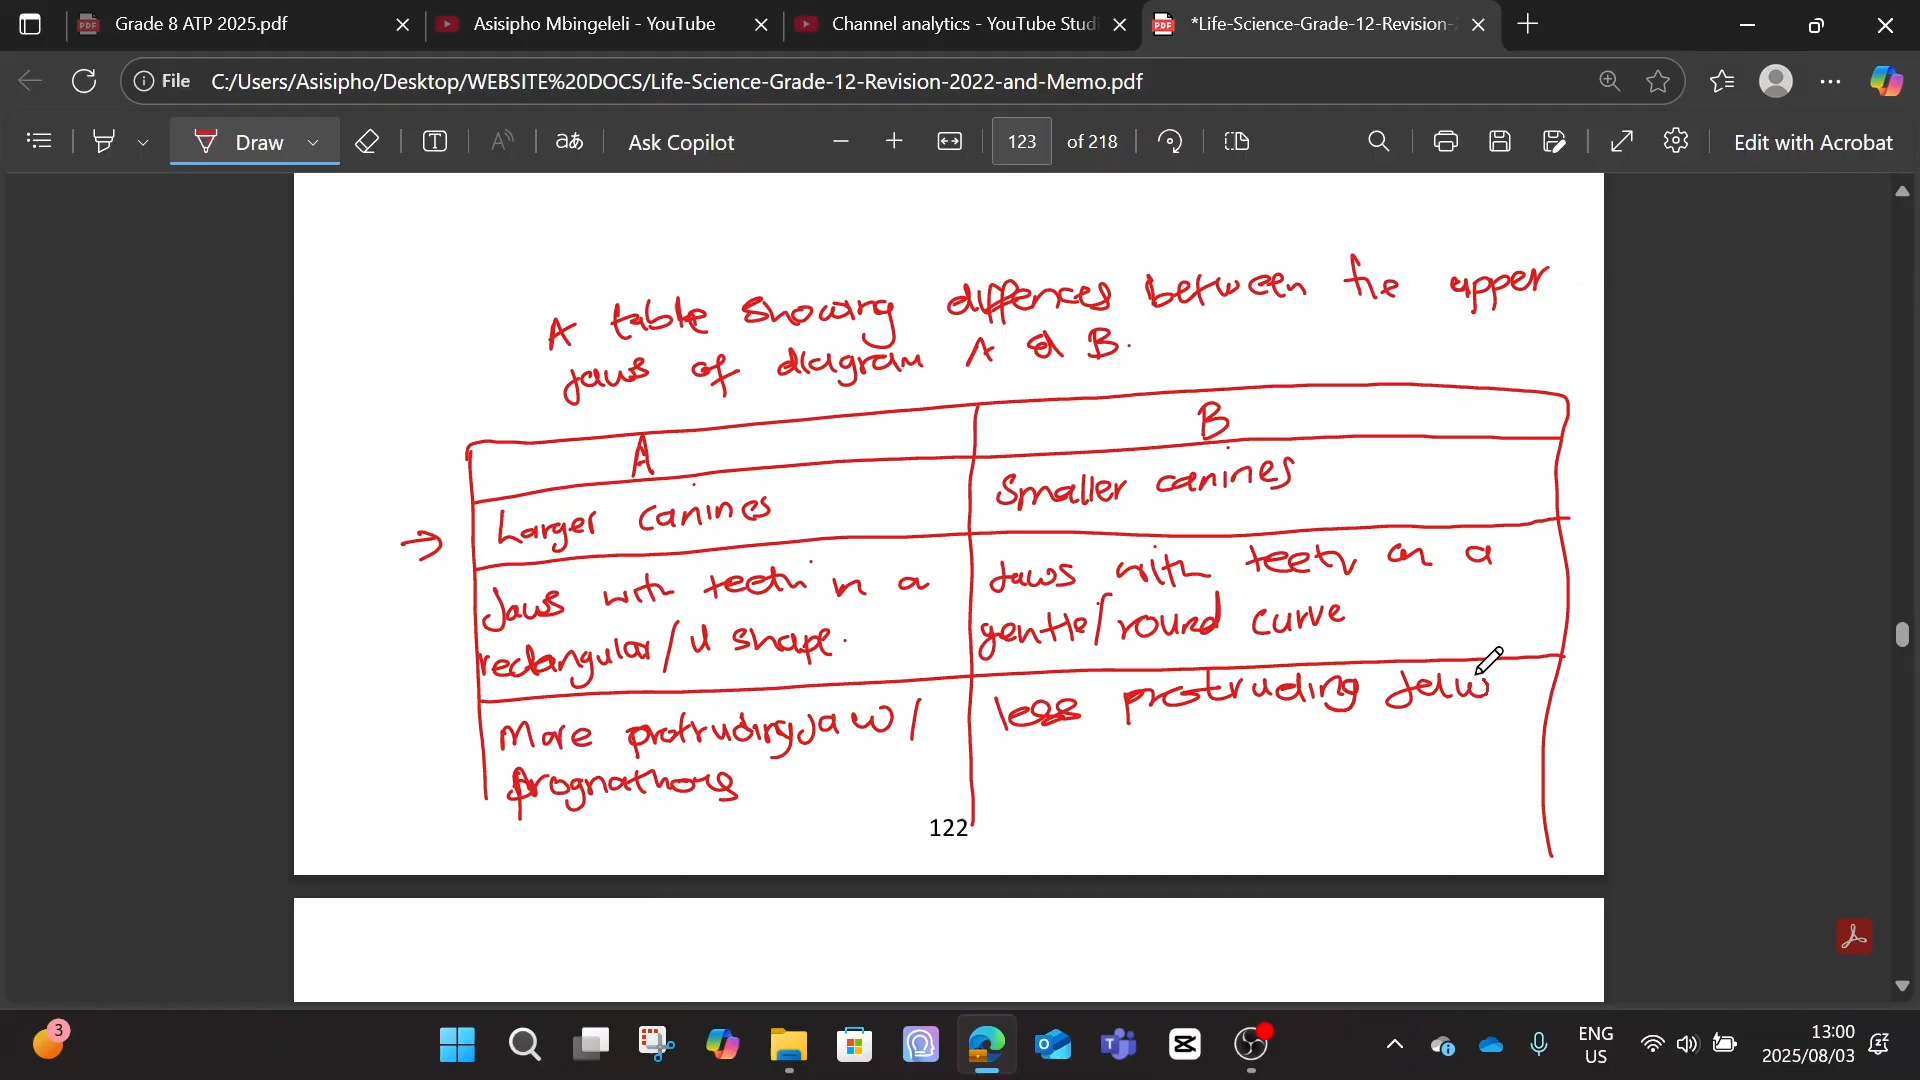 Grade 8 ATP 2025.pdf
Asisipho Mbingeleli - YouTube
Channel analytics - YouTube Studi
*Life-Science-Grade-12-Revision-2
File C:/Users/Asisipho/Desktop/WEBSITE%20DOCS/Life-Science-Grade-12-Revision-2022-and-Memo.pdf
Draw
Ask Copilot
123 of 218
Edit with Acrobat
A table showing diffences between the upper
jaws of diagram A & B.
A B
Larger canines
Smaller canines
Jaws with teeth in a
rectangular/U shape.
Jaws with teeth on a
gentle/round curve
More protruding jaw/
prognathous
less protruding jaw
122
3
ENG
US
13:00
2025/08/03